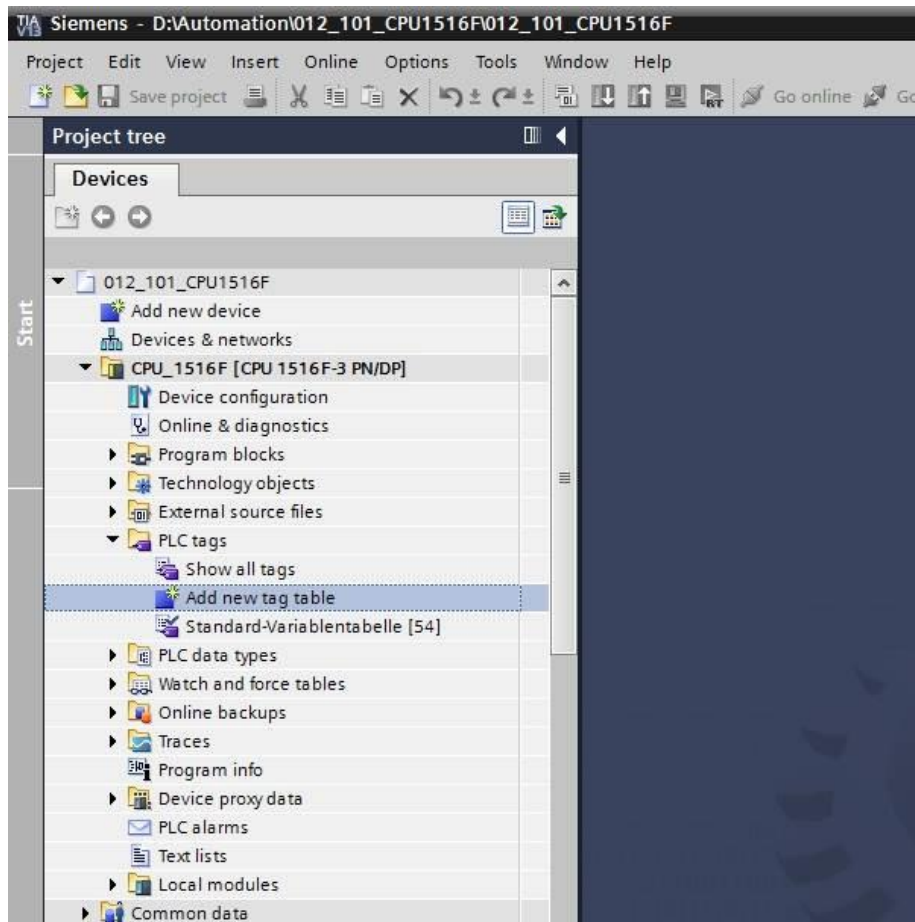 TIA V13 Siemens - D:\Automation\012_101_CPU1516F\012_101_CPU1516F
Project Edit View Insert Online Options Tools Window Help
Save project Go online
Project tree
Devices
Start
012_101_CPU1516F
Add new device
Devices & networks
CPU_1516F [CPU 1516F-3 PN/DP]
Device configuration
Online & diagnostics
Program blocks
Technology objects
External source files
PLC tags
Show all tags
Add new tag table
Standard-Variablentabelle [54]
PLC data types
Watch and force tables
Online backups
Traces
Program info
Device proxy data
PLC alarms
Text lists
Local modules
Common data